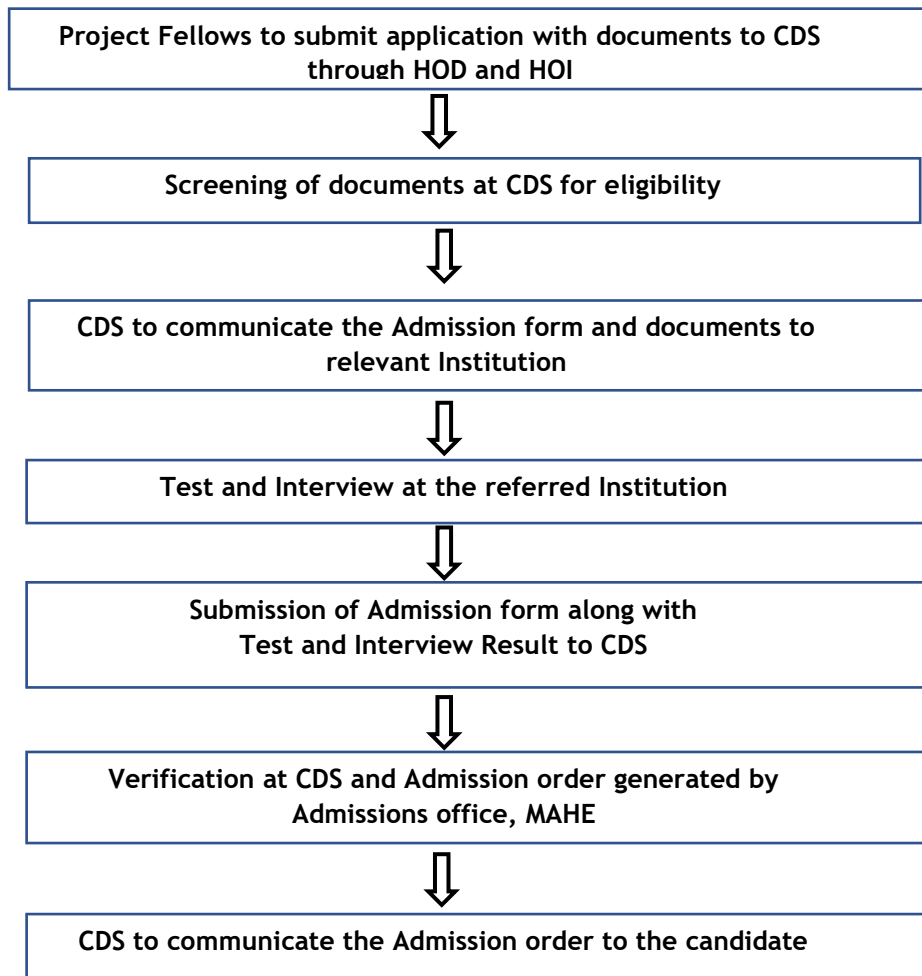 Project Fellows to submit application with documents to CDS
through HOD and HOI
Screening of documents at CDS for eligibility
CDS to communicate the Admission form and documents to
relevant Institution
Test and Interview at the referred Institution
Submission of Admission form along with
Test and Interview Result to CDS
Verification at CDS and Admission order generated by
Admissions office, MAHE
CDS to communicate the Admission order to the candidate